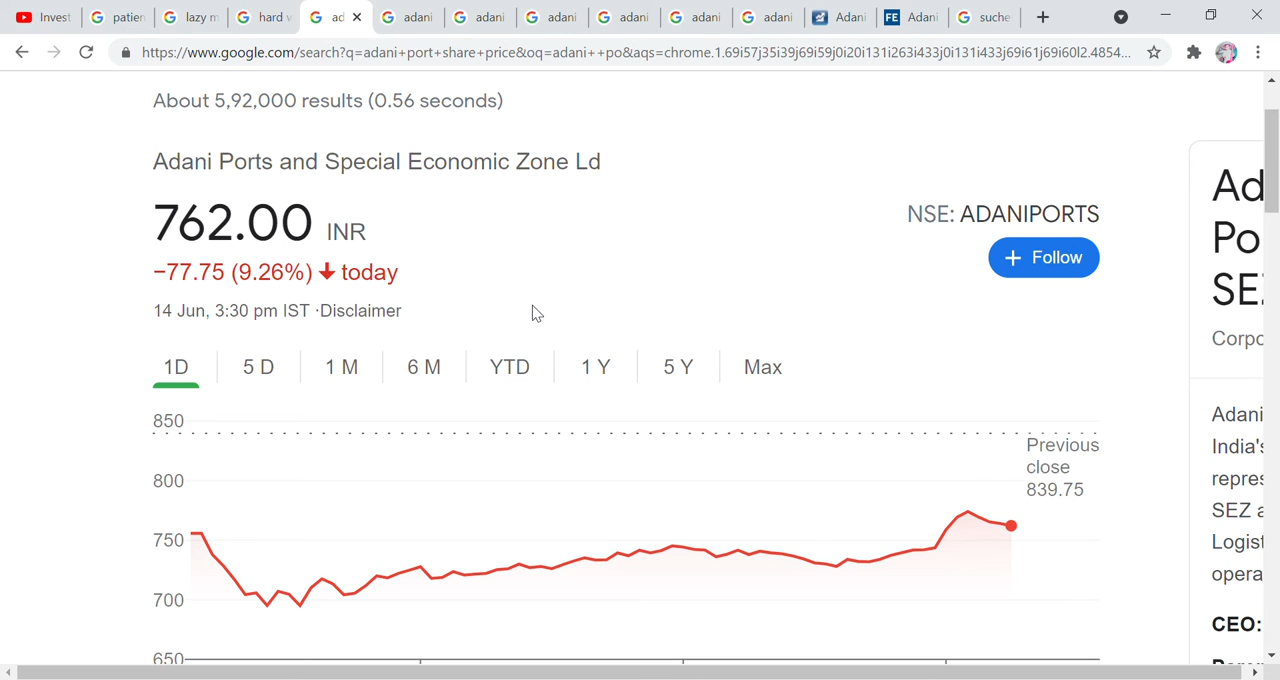 Invest
patien
lazy m
hard w
ad
adani
adani
adani
adani
adani
adani
Adani
FE Adani
suche
https://www.google.com/search?q=adani+port+share+price&oq=adani++po&aqs=chrome.1.69i57j35i39j69i59j0i20i131i263i433j0i131i433j69i61j69i60l2.4854...
About 5,92,000 results (0.56 seconds)
Adani Ports and Special Economic Zone Ld
762.00 INR
NSE: ADANIPORTS
−77.75 (9.26%) today
+ Follow
14 Jun, 3:30 pm IST ·Disclaimer
1D 5 D 1 M 6 M YTD 1 Y 5 Y Max
850
800
750
700
650
Previous
close
839.75
Ad
Po
SEZ
Corpo
Adani
India's
repres
SEZ a
Logist
opera
CEO: